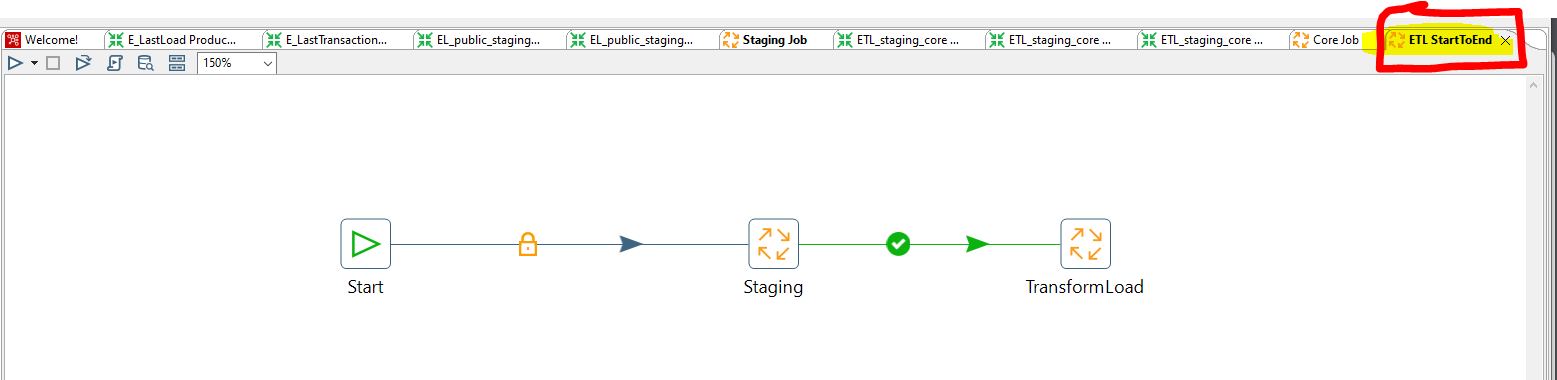 Welcome!
E_LastLoad Produc...
E_LastTransaction...
EL_public_staging...
EL_public_staging...
Staging Job
ETL_staging_core ...
ETL_staging_core ...
ETL_staging_core ...
Core Job
ETL StartToEnd
150%
Start
Staging
TransformLoad